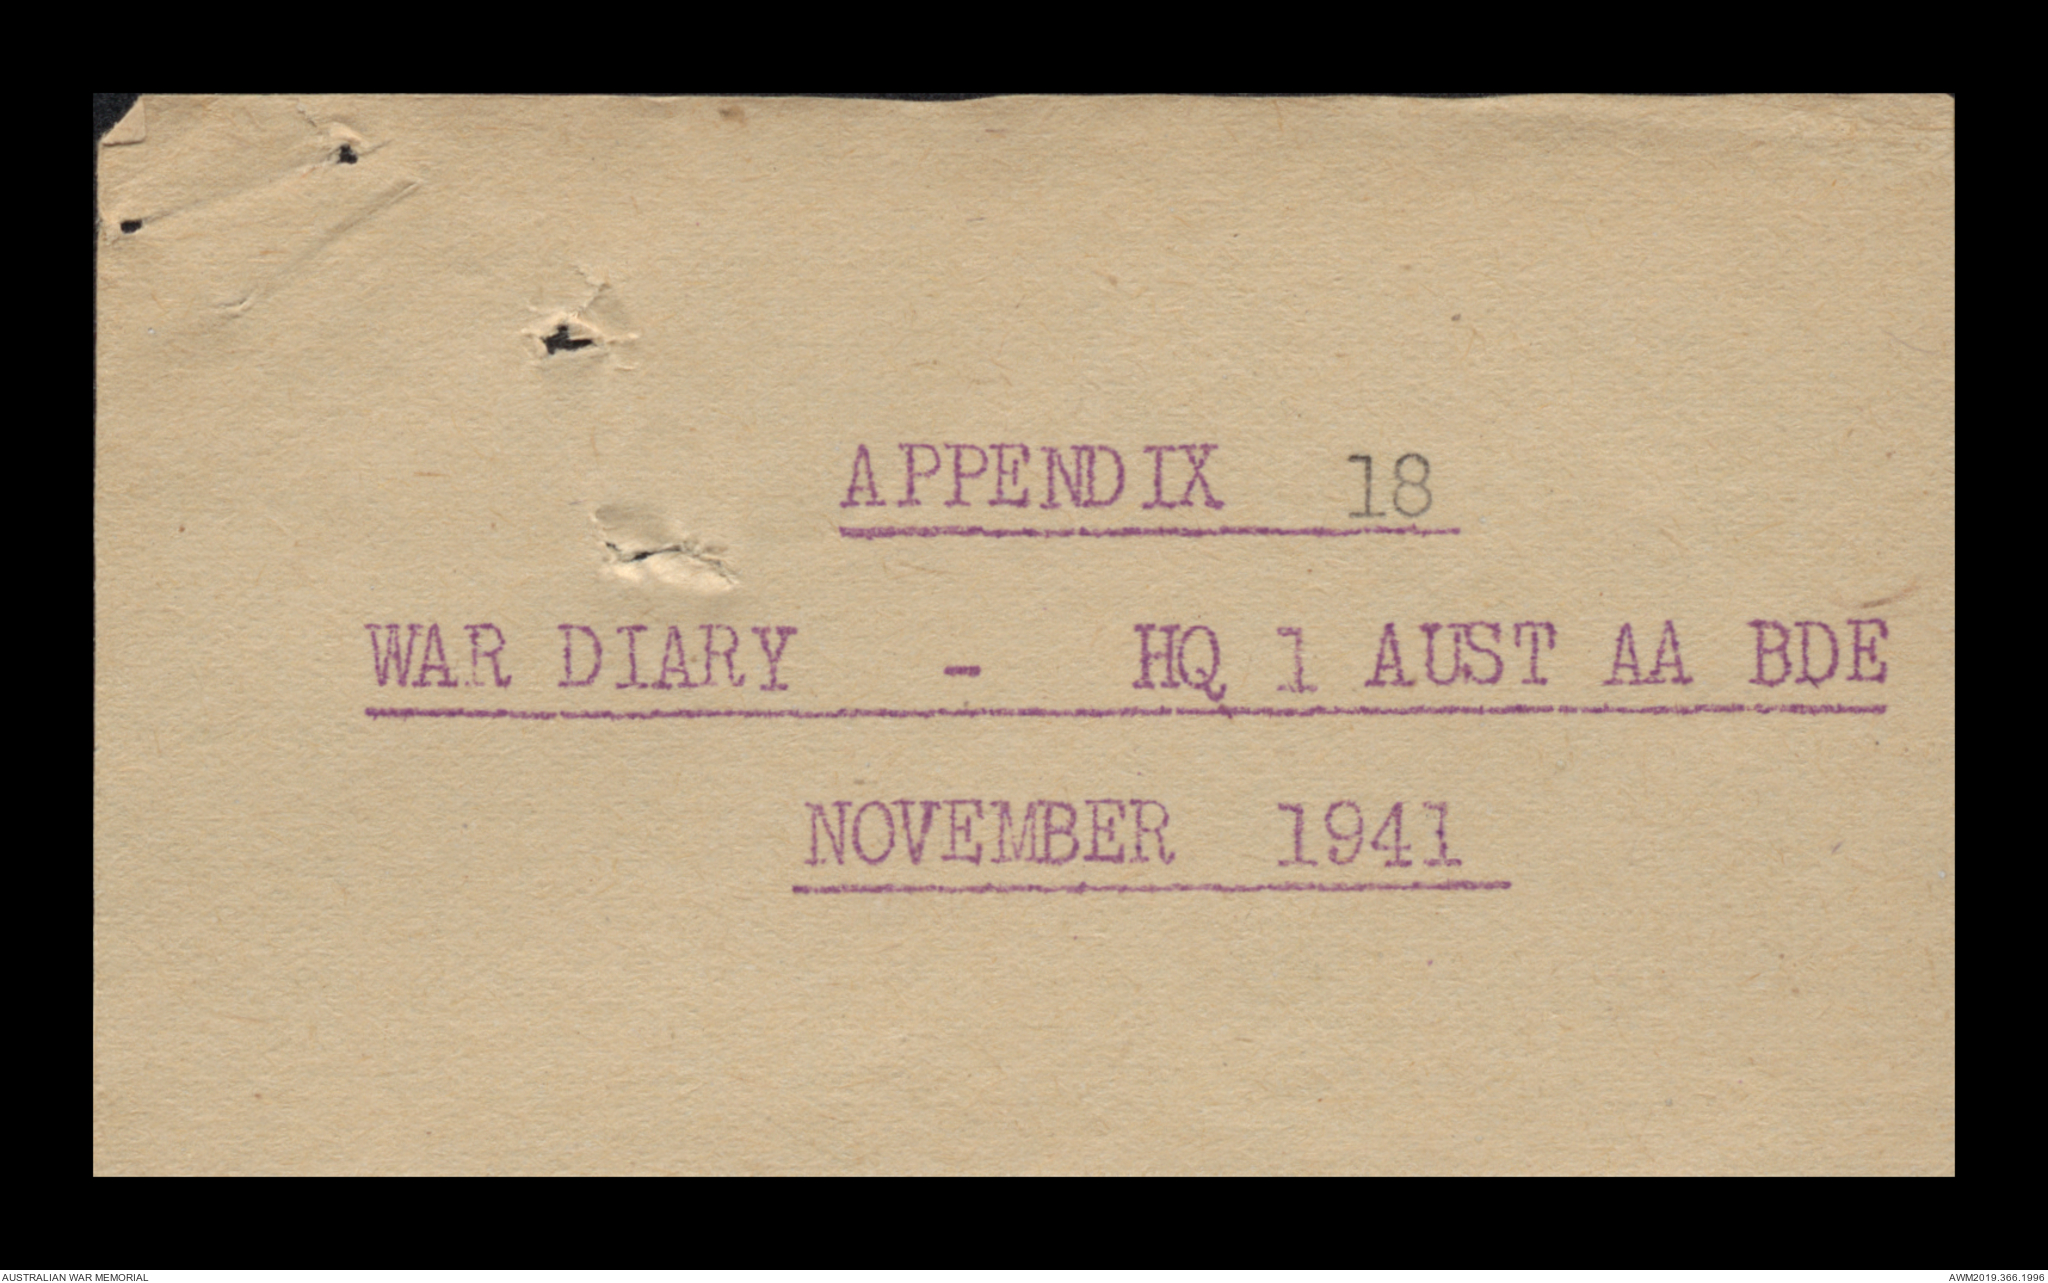 APPENDIX 18
WAR DIARY - HQ 1 AUST AA BDE
NOVEMBER 1941
AUSTRALIAN WAR MEMORIAL
AWM2019.366.1996